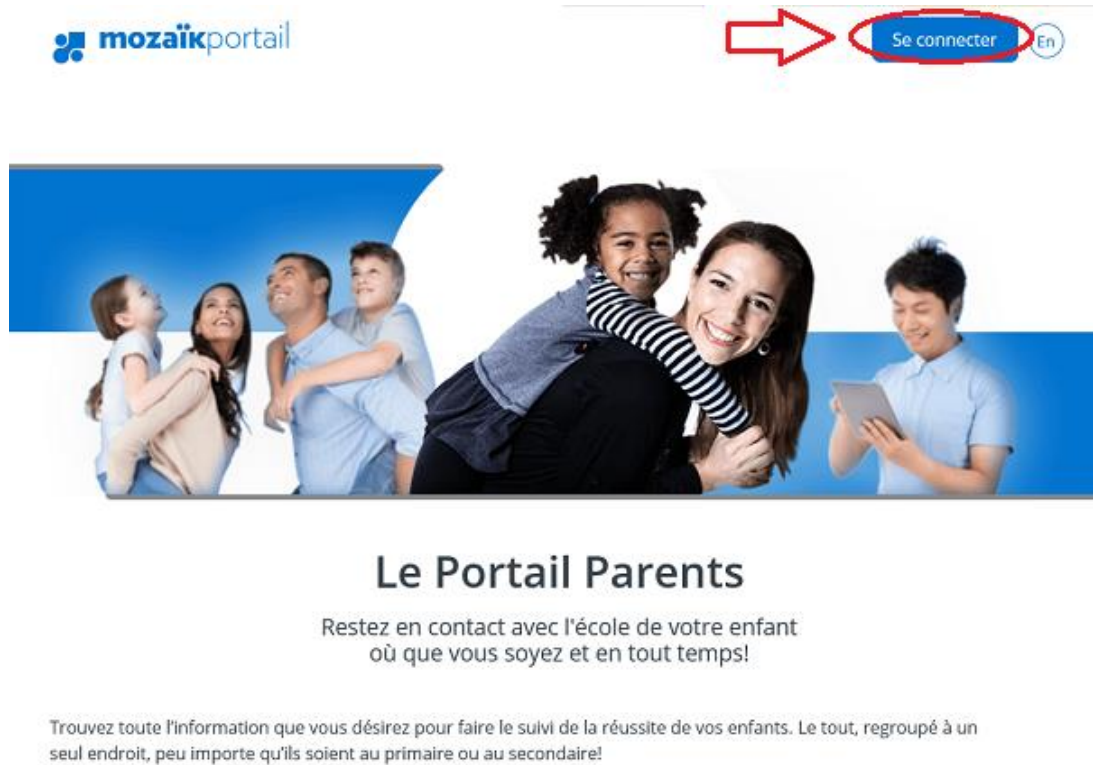 mozaïkportail
Se connecter
En
Le Portail Parents
Restez en contact avec l'école de votre enfant
où que vous soyez et en tout temps!
Trouvez toute l'information que vous désirez pour faire le suivi de la réussite de vos enfants. Le tout, regroupé à un
seul endroit, peu importe qu'ils soient au primaire ou au secondaire!